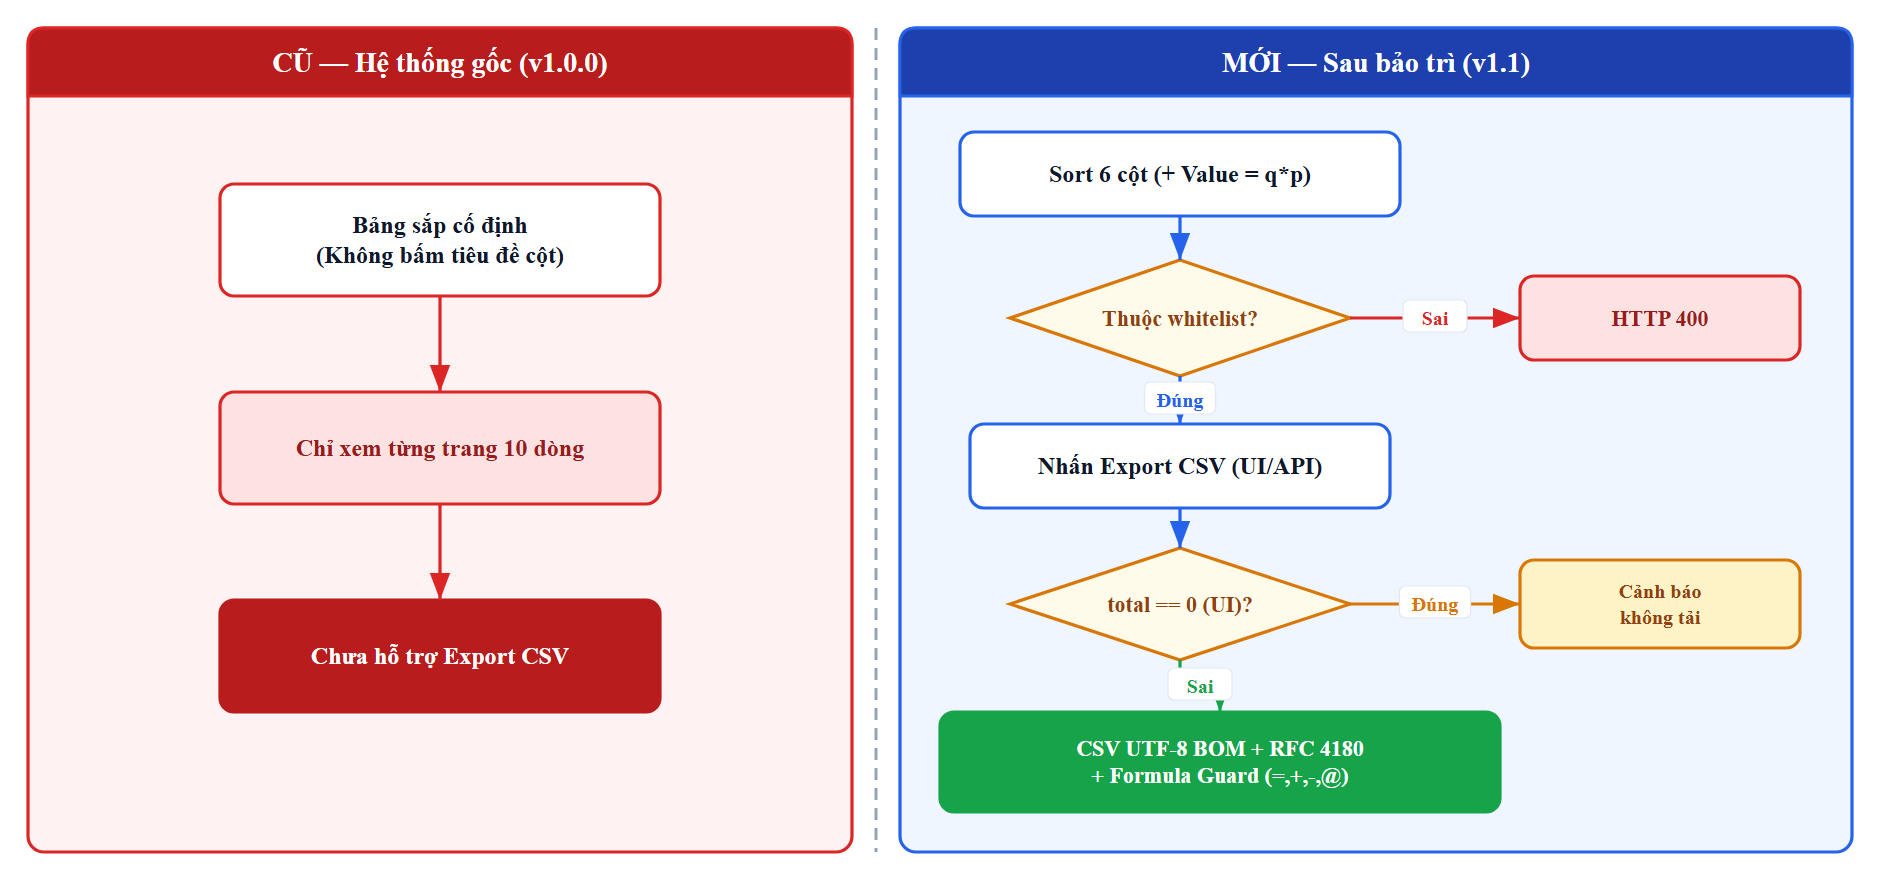 CŨ — Hệ thống gốc (v1.0.0)
Bảng sắp cố định
(Không bấm tiêu đề cột)
Chỉ xem từng trang 10 dòng
Chưa hỗ trợ Export CSV
MỚI — Sau bảo trì (v1.1)
Sort 6 cột (+ Value = q*p)
Thuộc whitelist?
Sai
HTTP 400
Đúng
Nhấn Export CSV (UI/API)
total == 0 (UI)?
Đúng
Cảnh báo
không tải
Sai
CSV UTF-8 BOM + RFC 4180
+ Formula Guard (=,+,-,@)